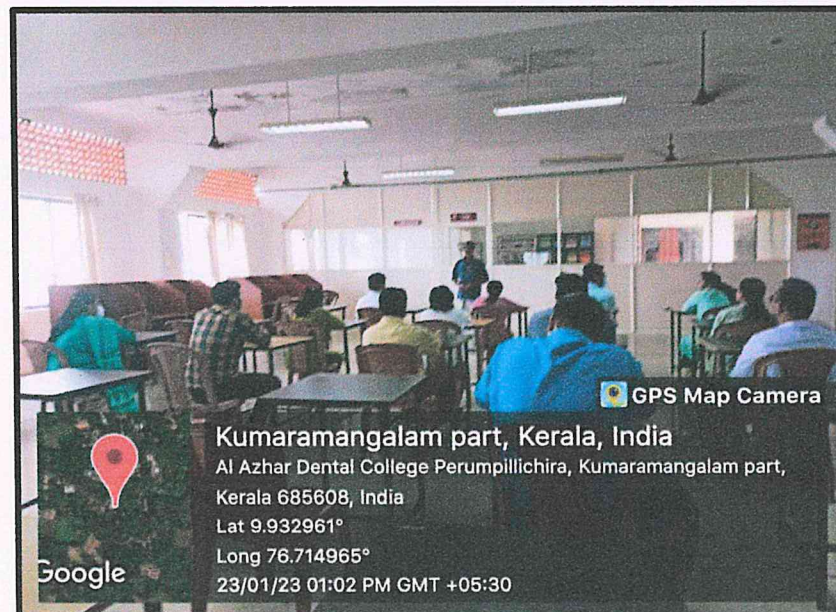 GPS Map Camera
Kumaramangalam part, Kerala, India
Al Azhar Dental College Perumpillichira, Kumaramangalam part,
Kerala 685608, India
Lat 9.932961°
Long 76.714965°
23/01/23 01:02 PM GMT +05:30
Google